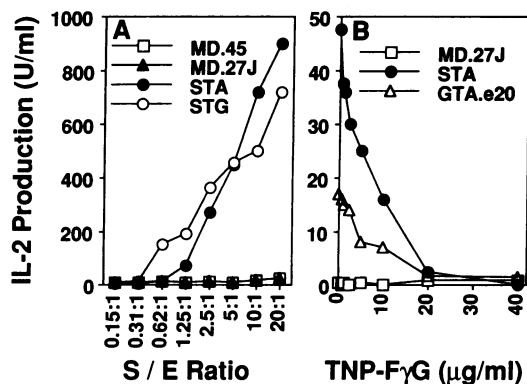 A
MD.45
MD.27J
STA
STG
1000
800
600
400
200
0
IL-2 Production (U/ml)
0.15:1
0.31:1
0.62:1
1.25:1
2.5:1
5:1
10:1
20:1
S / E Ratio
B
MD.27J
STA
GTA.e20
50
40
30
20
10
0
0
10
20
30
40
TNP-FγG (μg/ml)